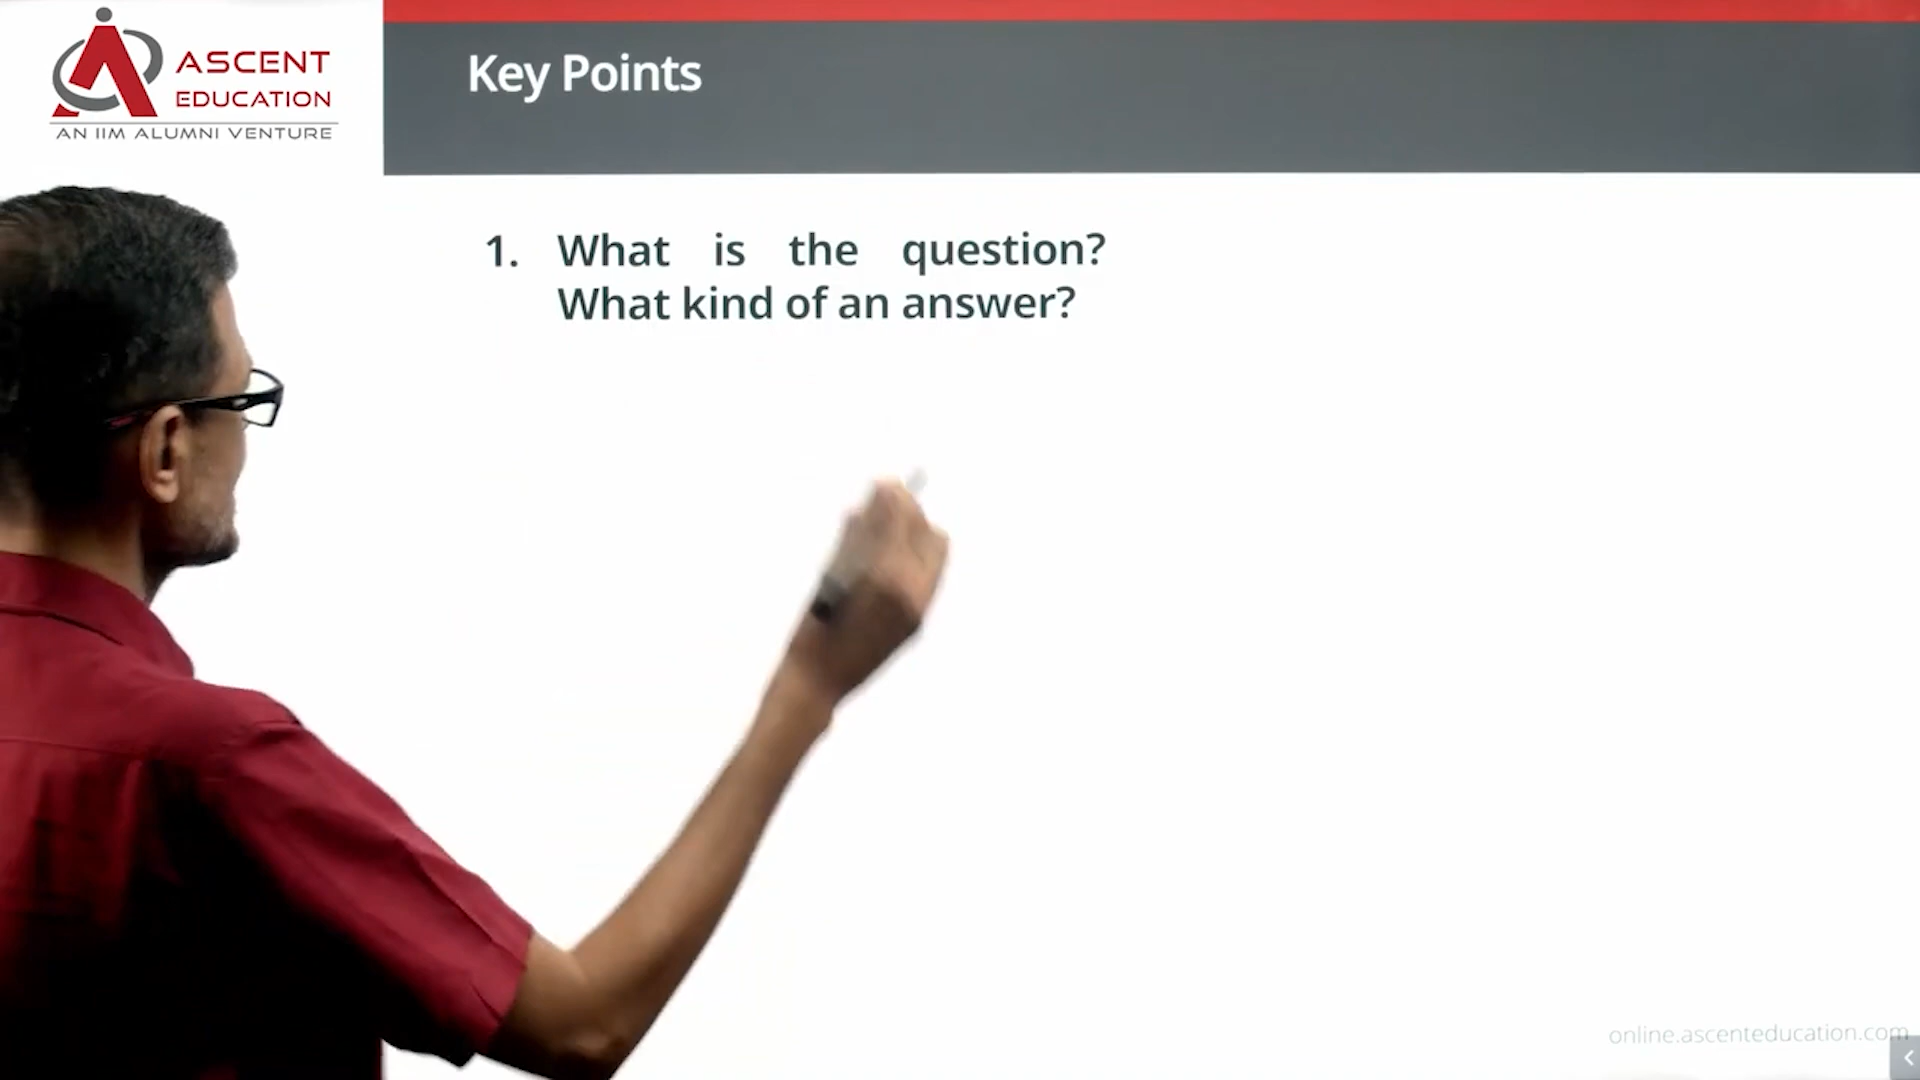 ASCENT
EDUCATION
AN IIM ALUMNI VENTURE
Key Points
1. What is the question?
What kind of an answer?
online.ascenteducation.com